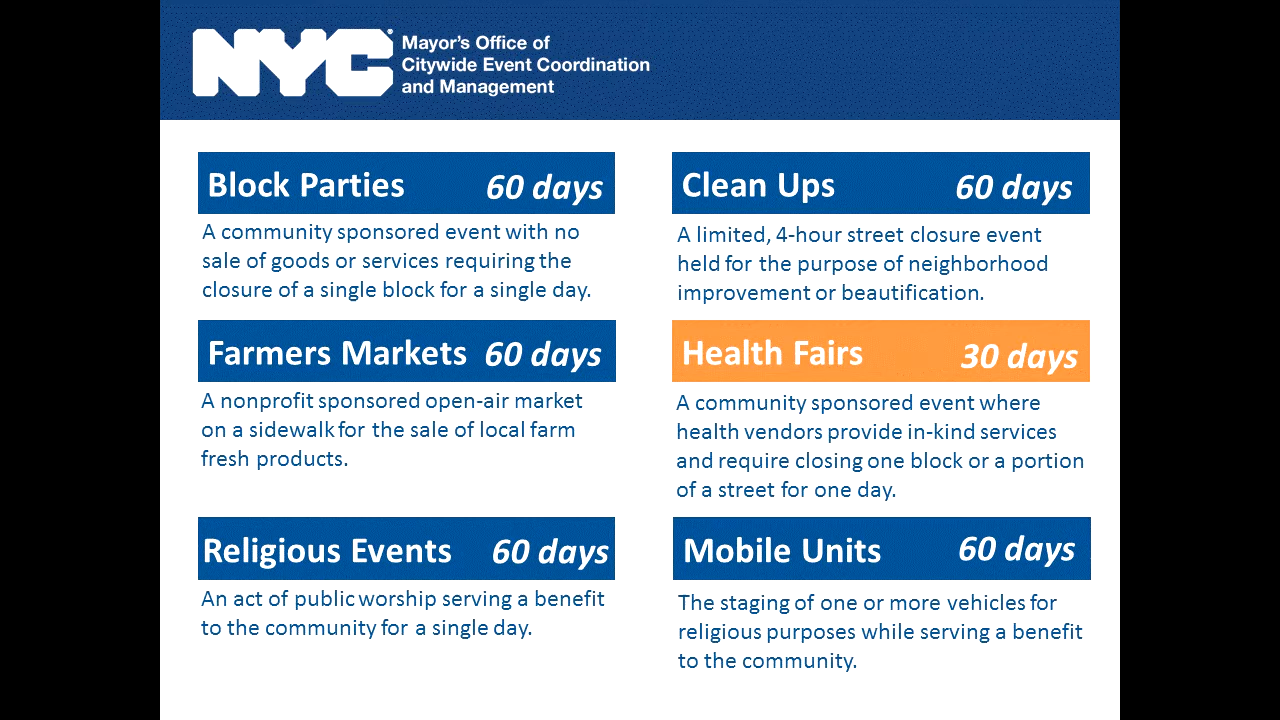 NYC
Mayor's Office of
Citywide Event Coordination
and Management
Block Parties 60 days
A community sponsored event with no
sale of goods or services requiring the
closure of a single block for a single day.
Clean Ups 60 days
A limited, 4-hour street closure event
held for the purpose of neighborhood
improvement or beautification.
Farmers Markets 60 days
A nonprofit sponsored open-air market
on a sidewalk for the sale of local farm
fresh products.
Health Fairs 30 days
A community sponsored event where
health vendors provide in-kind services
and require closing one block or a portion
of a street for one day.
Religious Events 60 days
An act of public worship serving a benefit
to the community for a single day.
Mobile Units 60 days
The staging of one or more vehicles for
religious purposes while serving a benefit
to the community.